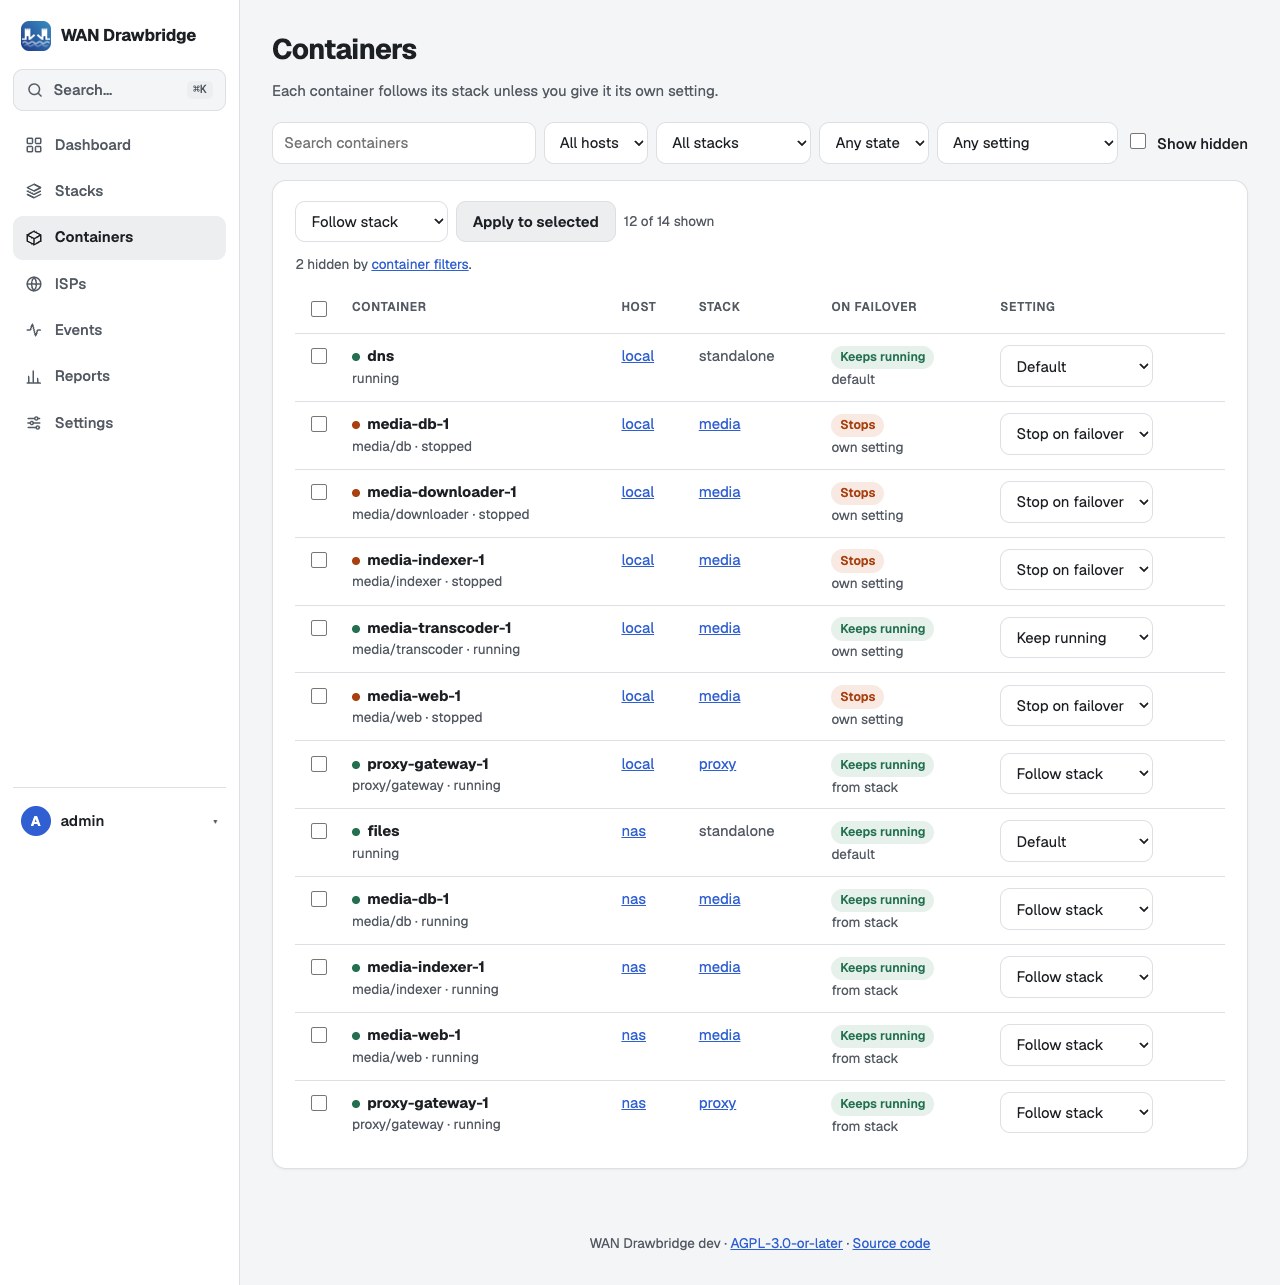 WAN Drawbridge
Search... ⌘K
Dashboard
Stacks
Containers
ISPs
Events
Reports
Settings
A admin
Containers
Each container follows its stack unless you give it its own setting.
Search containers All hosts All stacks Any state Any setting Show hidden
Follow stack Apply to selected 12 of 14 shown
2 hidden by container filters.
CONTAINER HOST STACK ON FAILOVER SETTING
dns local standalone Keeps running Default
running default
media-db-1 local media Stops Stop on failover
media/db · stopped own setting
media-downloader-1 local media Stops Stop on failover
media/downloader · stopped own setting
media-indexer-1 local media Stops Stop on failover
media/indexer · stopped own setting
media-transcoder-1 local media Keeps running Keep running
media/transcoder · running own setting
media-web-1 local media Stops Stop on failover
media/web · stopped own setting
proxy-gateway-1 local proxy Keeps running Follow stack
proxy/gateway · running from stack
files nas standalone Keeps running Default
running default
media-db-1 nas media Keeps running Follow stack
media/db · running from stack
media-indexer-1 nas media Keeps running Follow stack
media/indexer · running from stack
media-web-1 nas media Keeps running Follow stack
media/web · running from stack
proxy-gateway-1 nas proxy Keeps running Follow stack
proxy/gateway · running from stack
WAN Drawbridge dev · AGPL-3.0-or-later · Source code